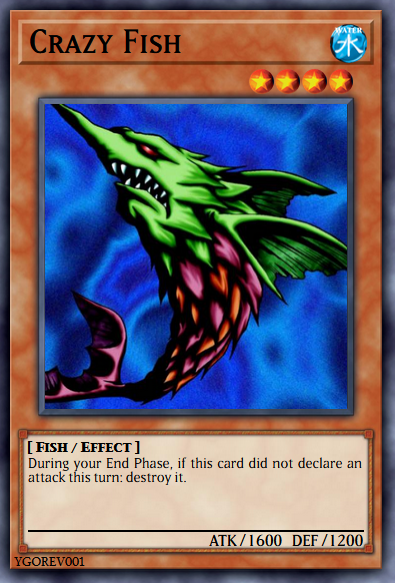 Crazy Fish
WATER
水
[ Fish / Effect ]
During your End Phase, if this card did not declare an
attack this turn: destroy it.
ATK / 1600 DEF / 1200
YGOREV001